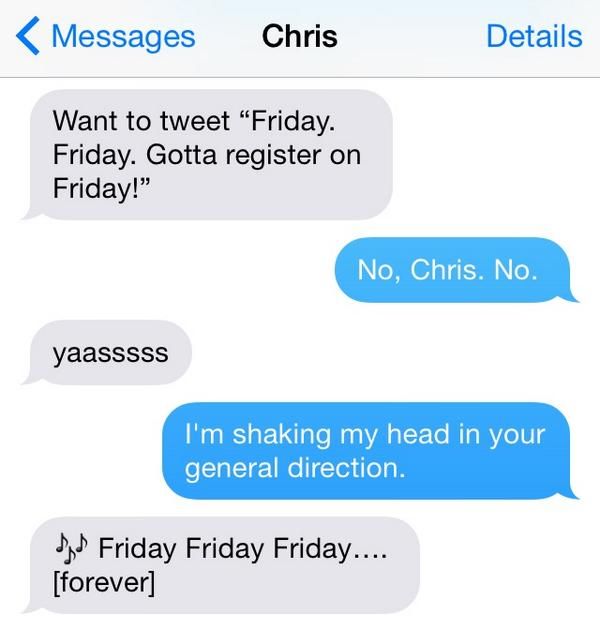 Messages Chris Details
Want to tweet “Friday.
Friday. Gotta register on
Friday!”
No, Chris. No.
yaasssss
I'm shaking my head in your
general direction.
🎶 Friday Friday Friday....
[forever]